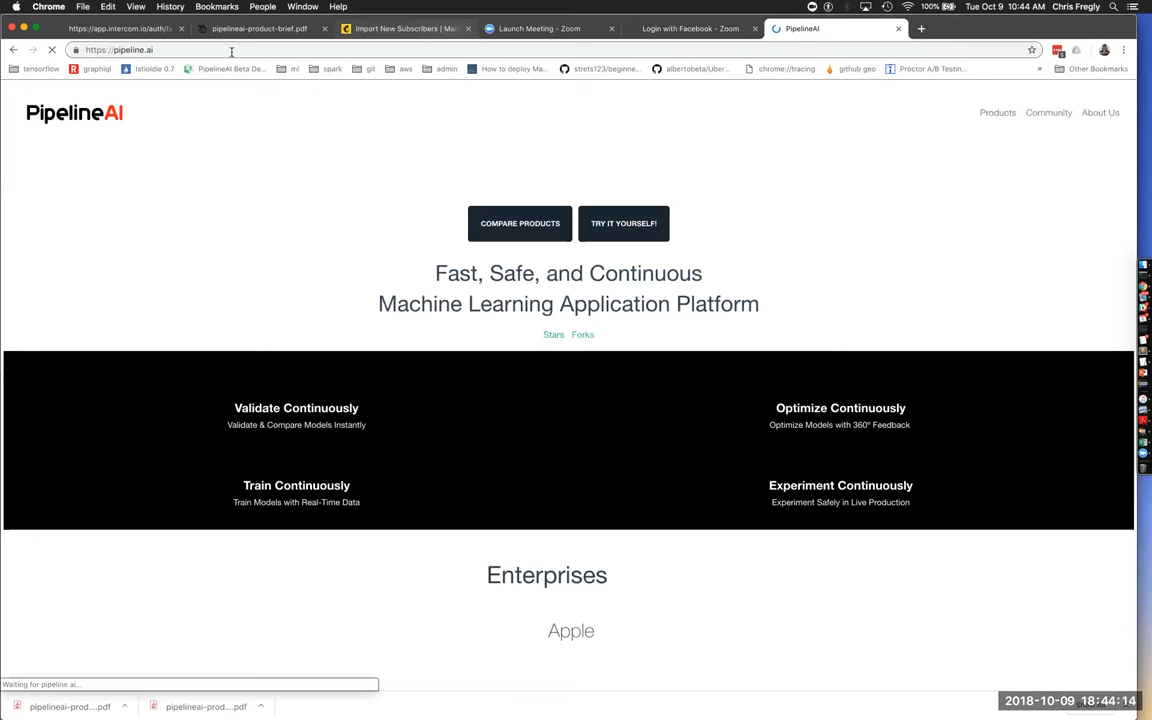 Chrome File Edit View History Bookmarks People Window Help 100% Tue Oct 9 10:44 AM Chris Fregly
https://app.intercom.io/auth/ pipelineai-product-brief.pdf Import New Subscribers | Mail Launch Meeting - Zoom Login with Facebook - Zoom PipelineAI
https://pipeline.ai
tensorflow graphiql IstioIdie 0.7 PipelineAI Beta De... ml spark git aws admin How to deploy Ma... strets123/beginne... albertobeta/Uber... chrome://tracing github geo Proctor A/B Testin... » Other Bookmarks
PipelineAI Products Community About Us
COMPARE PRODUCTS TRY IT YOURSELF!
Fast, Safe, and Continuous
Machine Learning Application Platform
Stars Forks
Validate Continuously Optimize Continuously
Validate & Compare Models Instantly Optimize Models with 360° Feedback
Train Continuously Experiment Continuously
Train Models with Real-Time Data Experiment Safely in Live Production
Enterprises
Apple
Waiting for pipeline.ai...
pipelineai-prod....pdf pipelineai-prod....pdf
2018-10-09 18:44:14